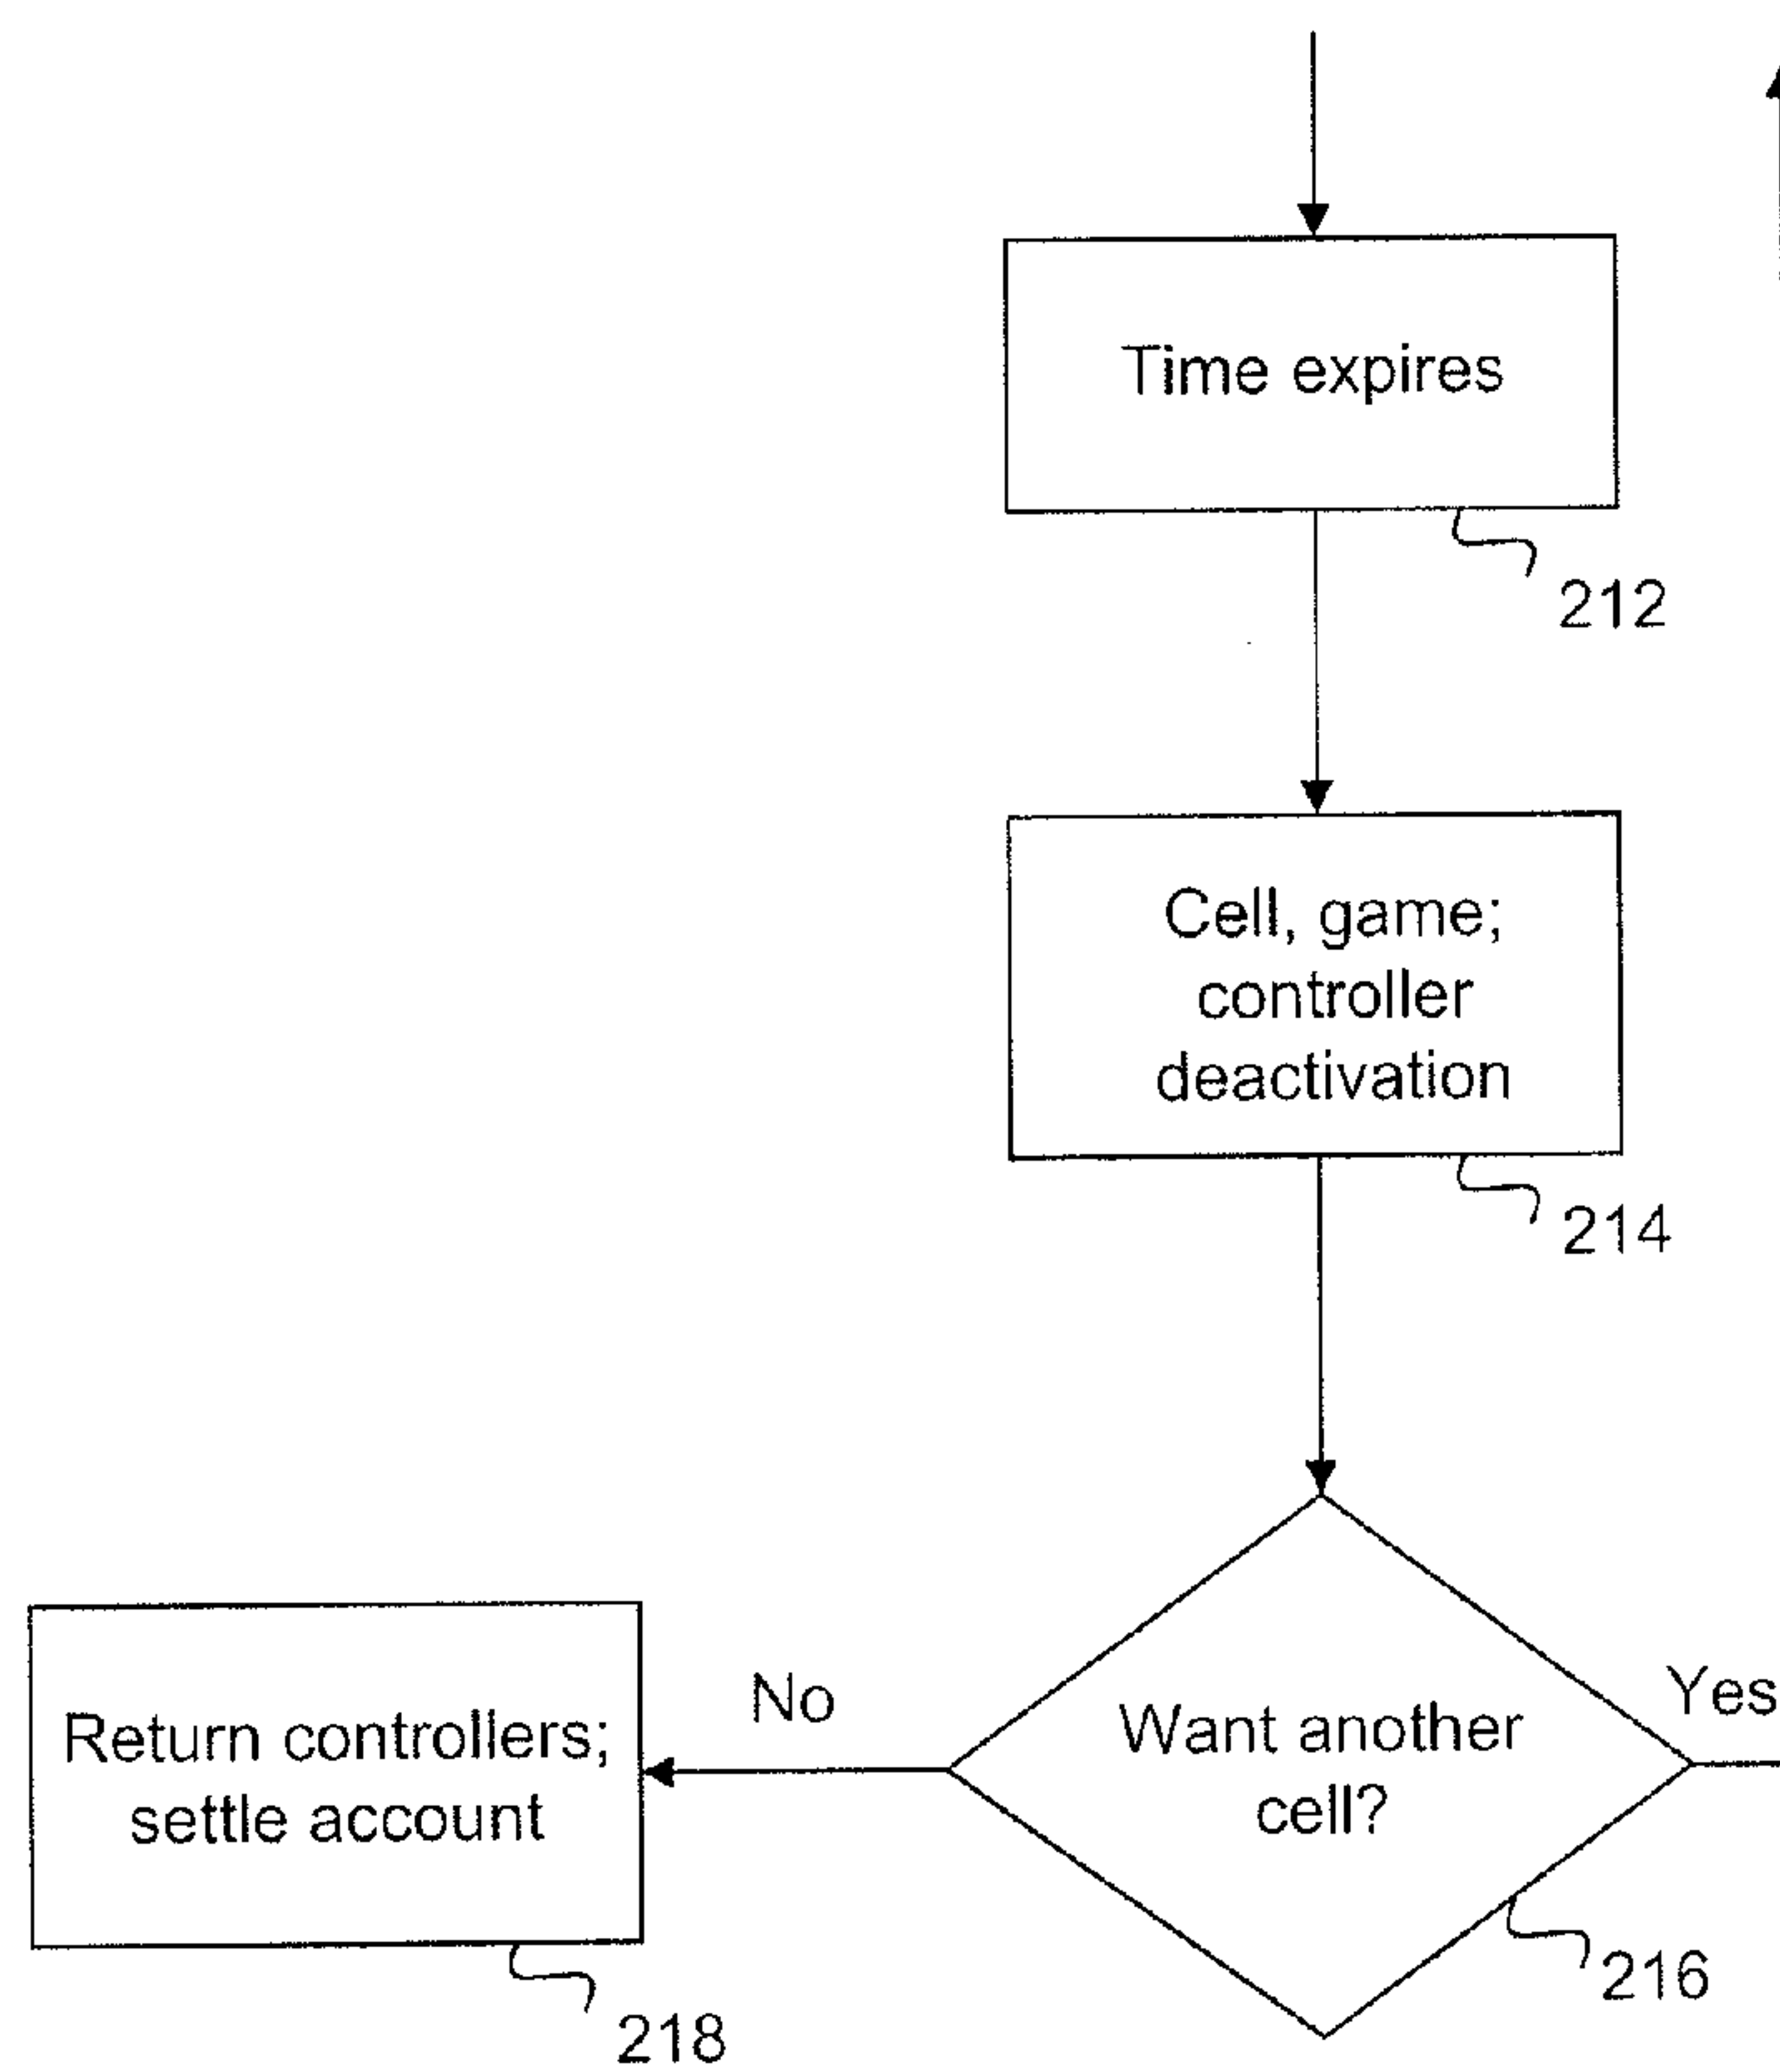 Time expires
212
Cell, game;
controller
deactivation
214
Want another
cell?
216
No
Yes
Return controllers;
settle account
218